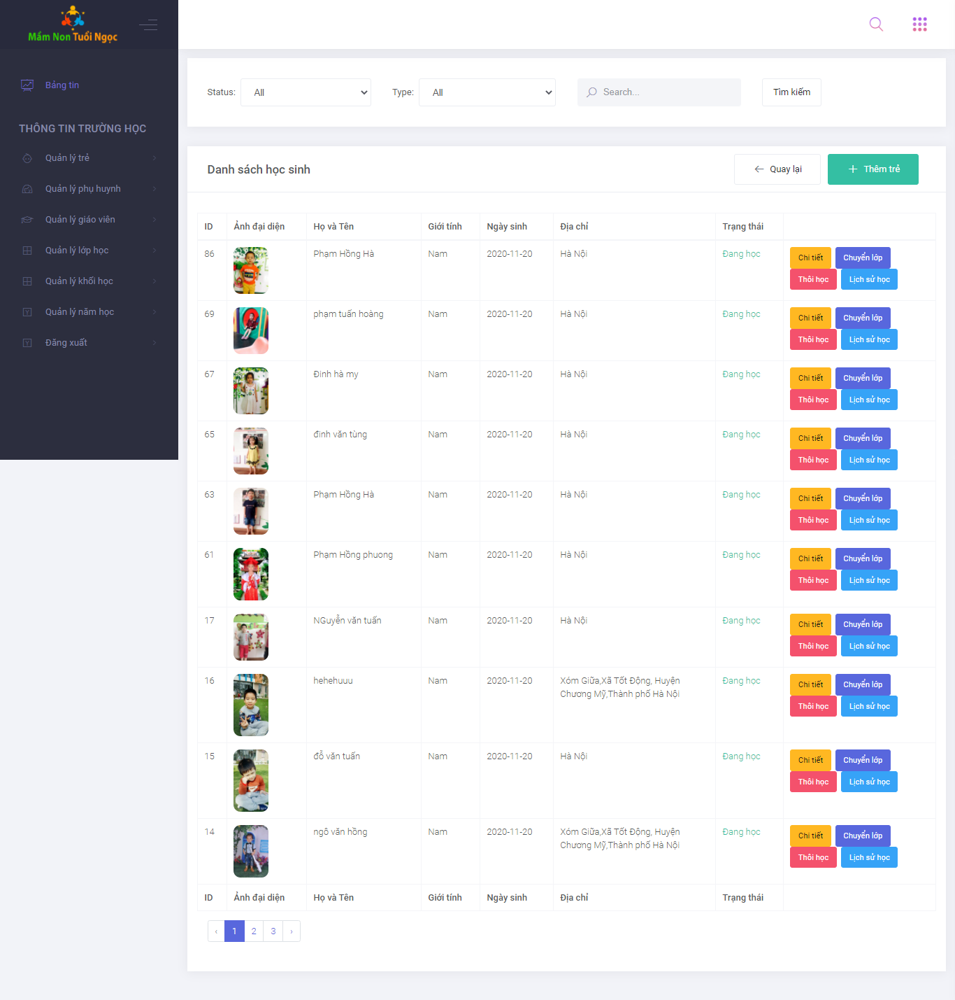 Mầm Non Tuổi Ngọc
Bảng tin
THÔNG TIN TRƯỜNG HỌC
Quản lý trẻ
Quản lý phụ huynh
Quản lý giáo viên
Quản lý lớp học
Quản lý khối học
Quản lý năm học
Đăng xuất
Status: All Type: All Search... Tìm kiếm
Danh sách học sinh Quay lại Thêm trẻ
ID Ảnh đại diện Họ và Tên Giới tính Ngày sinh Địa chỉ Trạng thái
86 Phạm Hồng Hà Nam 2020-11-20 Hà Nội Đang học Chi tiết Chuyển lớp
Thôi học Lịch sử học
69 phạm tuấn hoàng Nam 2020-11-20 Hà Nội Đang học Chi tiết Chuyển lớp
Thôi học Lịch sử học
67 Đinh hà my Nam 2020-11-20 Hà Nội Đang học Chi tiết Chuyển lớp
Thôi học Lịch sử học
65 đinh văn tùng Nam 2020-11-20 Hà Nội Đang học Chi tiết Chuyển lớp
Thôi học Lịch sử học
63 Phạm Hồng Hà Nam 2020-11-20 Hà Nội Đang học Chi tiết Chuyển lớp
Thôi học Lịch sử học
61 Phạm Hồng phuong Nam 2020-11-20 Hà Nội Đang học Chi tiết Chuyển lớp
Thôi học Lịch sử học
17 NGuyễn văn tuấn Nam 2020-11-20 Hà Nội Đang học Chi tiết Chuyển lớp
Thôi học Lịch sử học
16 hehehuuu Nam 2020-11-20 Xóm Giữa,Xã Tốt Động, Huyện Đang học Chi tiết Chuyển lớp
Chương Mỹ,Thành phố Hà Nội Thôi học Lịch sử học
15 đỗ văn tuấn Nam 2020-11-20 Hà Nội Đang học Chi tiết Chuyển lớp
Thôi học Lịch sử học
14 ngô văn hồng Nam 2020-11-20 Xóm Giữa,Xã Tốt Động, Huyện Đang học Chi tiết Chuyển lớp
Chương Mỹ,Thành phố Hà Nội Thôi học Lịch sử học
ID Ảnh đại diện Họ và Tên Giới tính Ngày sinh Địa chỉ Trạng thái
‹ 1 2 3 ›